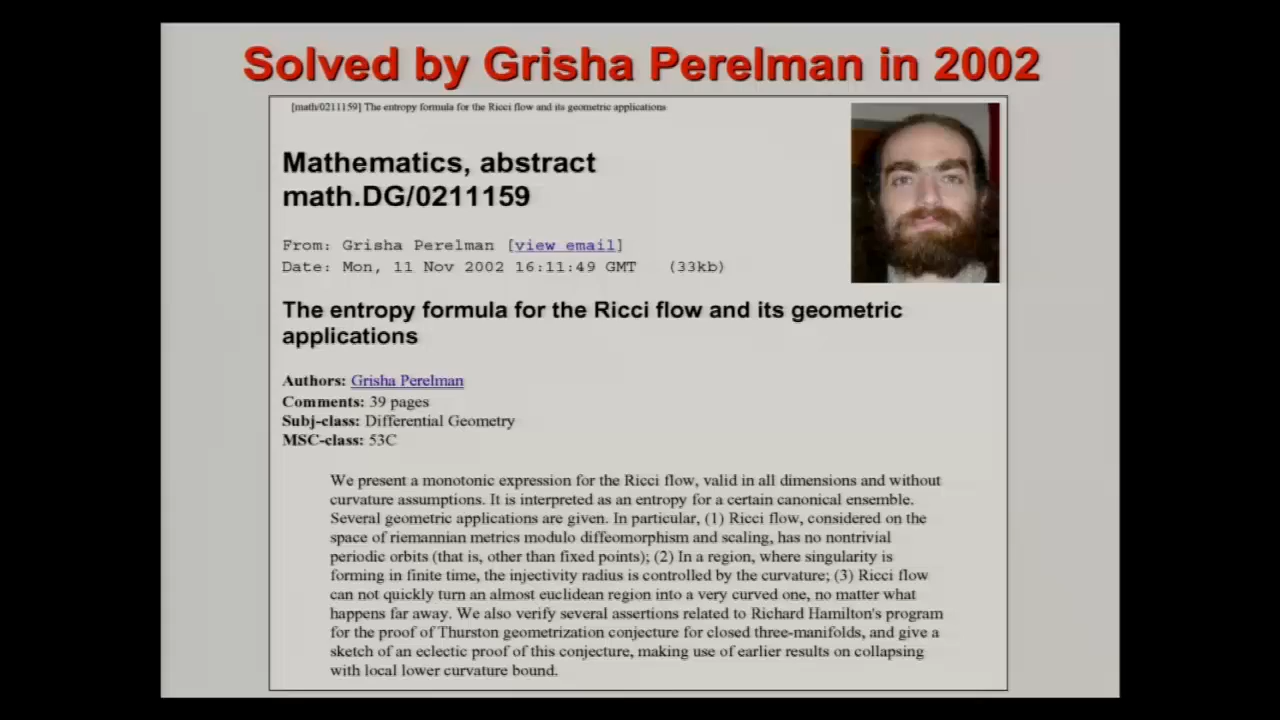 Solved by Grisha Perelman in 2002
[math/0211159] The entropy formula for the Ricci flow and its geometric applications
Mathematics, abstract
math.DG/0211159
From: Grisha Perelman [view email]
Date: Mon, 11 Nov 2002 16:11:49 GMT (33kb)
The entropy formula for the Ricci flow and its geometric
applications
Authors: Grisha Perelman
Comments: 39 pages
Subj-class: Differential Geometry
MSC-class: 53C
We present a monotonic expression for the Ricci flow, valid in all dimensions and without
curvature assumptions. It is interpreted as an entropy for a certain canonical ensemble.
Several geometric applications are given. In particular, (1) Ricci flow, considered on the
space of riemannian metrics modulo diffeomorphism and scaling, has no nontrivial
periodic orbits (that is, other than fixed points); (2) In a region, where singularity is
forming in finite time, the injectivity radius is controlled by the curvature; (3) Ricci flow
can not quickly turn an almost euclidean region into a very curved one, no matter what
happens far away. We also verify several assertions related to Richard Hamilton's program
for the proof of Thurston geometrization conjecture for closed three-manifolds, and give a
sketch of an eclectic proof of this conjecture, making use of earlier results on collapsing
with local lower curvature bound.